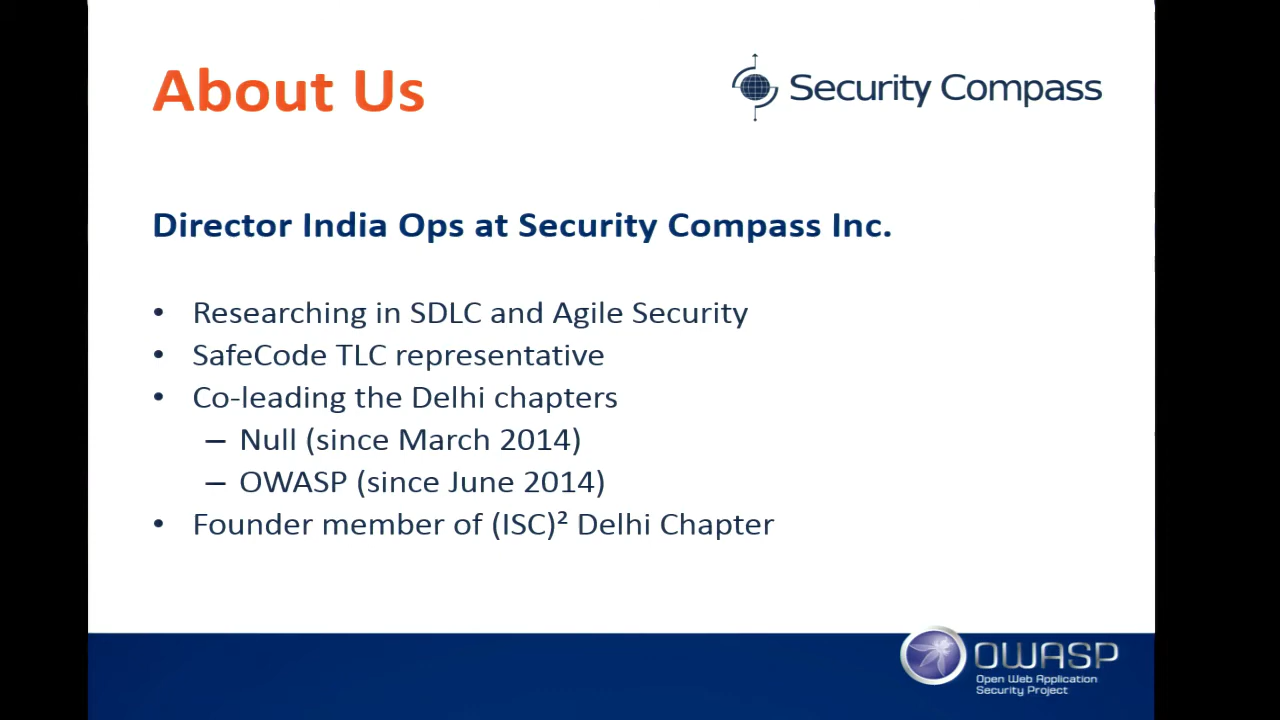 About Us
Security Compass
Director India Ops at Security Compass Inc.
• Researching in SDLC and Agile Security
• SafeCode TLC representative
• Co-leading the Delhi chapters
– Null (since March 2014)
– OWASP (since June 2014)
• Founder member of (ISC)² Delhi Chapter
OWASP
Open Web Application
Security Project